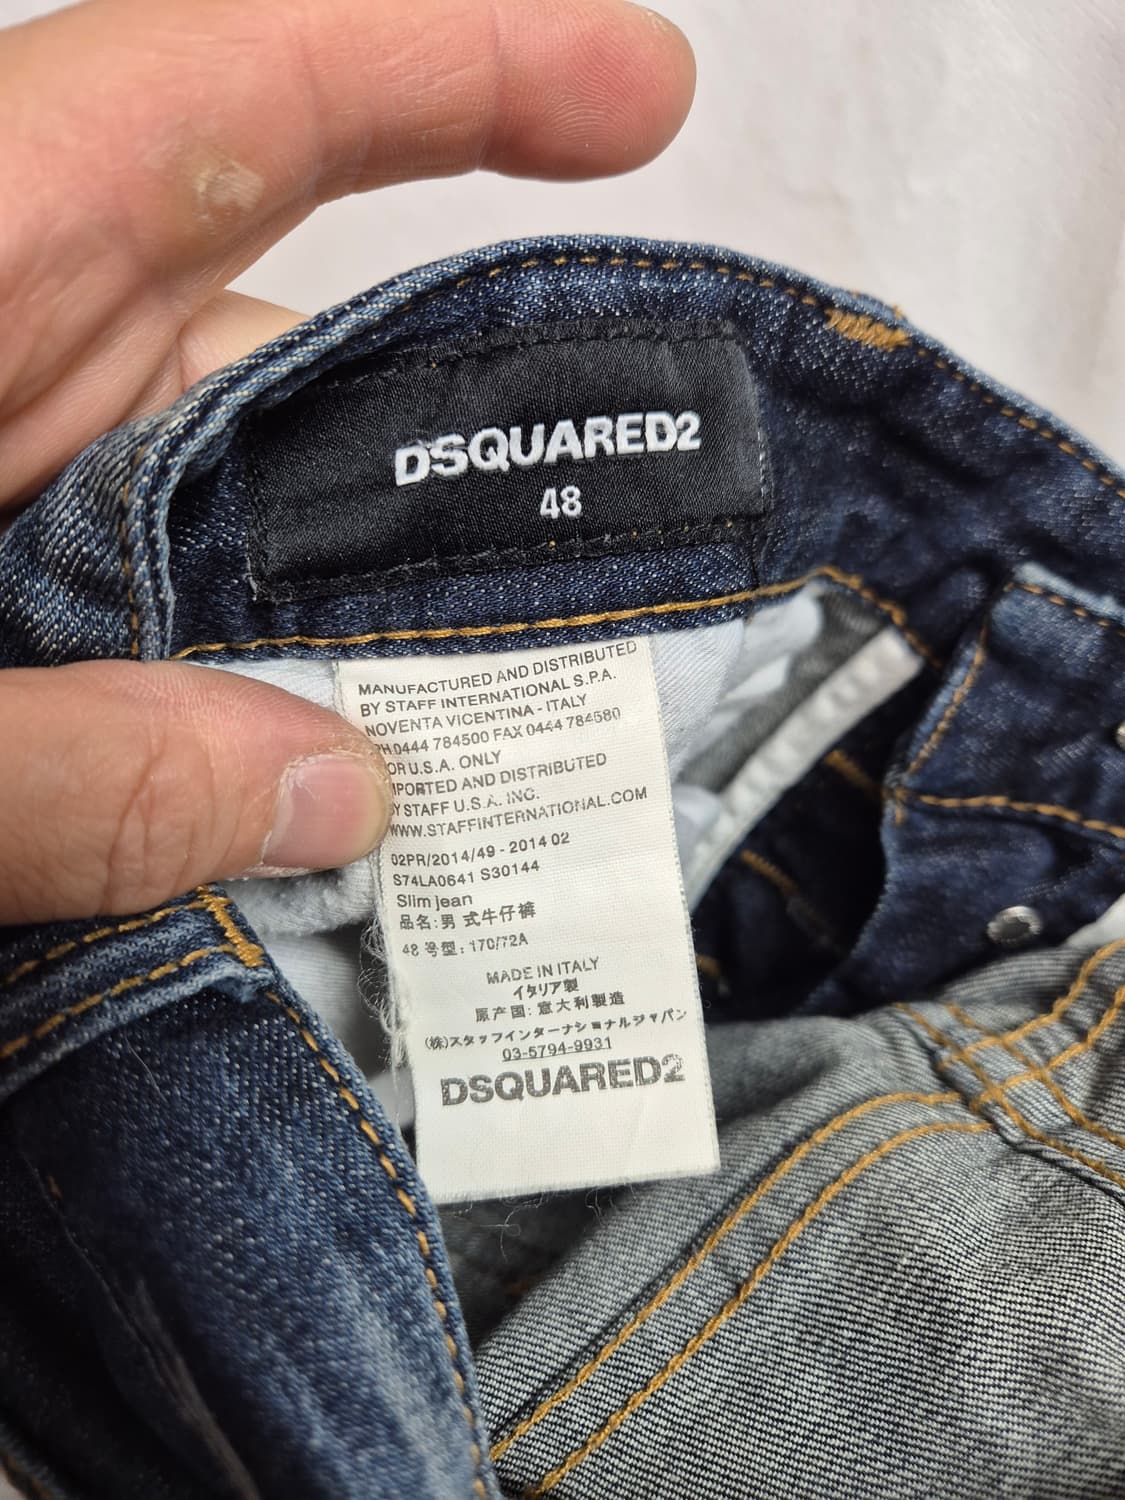 DSQUARED2
48
MANUFACTURED AND DISTRIBUTED
BY STAFF INTERNATIONAL S.P.A.
NOVENTA VICENTINA - ITALY
PH 0444 784500 FAX 0444 784580
OR U.S.A. ONLY
PORTED AND DISTRIBUTED
Y STAFF U.S.A. INC.
WWW.STAFFINTERNATIONAL.COM
02PR/2014/49 - 2014 02
S74LA0641 S30144
Slim jean
品名: 男 式牛仔裤
48 号型: 170/72A
MADE IN ITALY
イタリア製
原产国: 意大利製造
(株)スタッフインターナショナルジャパン
03-5794-9931
DSQUARED2